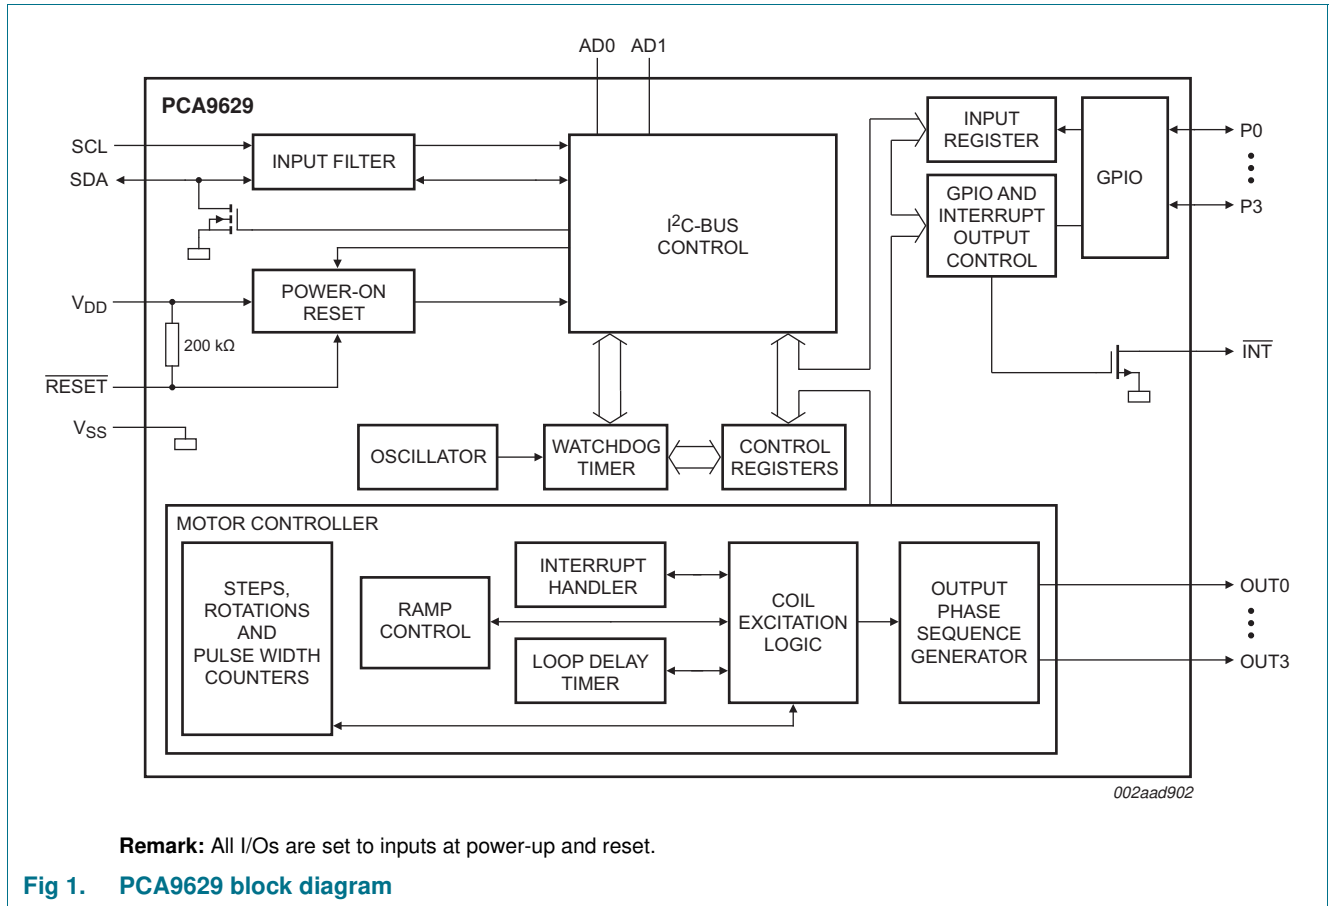 AD0 AD1
PCA9629
SCL
SDA
INPUT FILTER
I²C-BUS
CONTROL
INPUT
REGISTER
GPIO AND
INTERRUPT
OUTPUT
CONTROL
GPIO
P0
P3
VDD
POWER-ON
RESET
200 kΩ
RESET
VSS
INT
OSCILLATOR
WATCHDOG
TIMER
CONTROL
REGISTERS
MOTOR CONTROLLER
STEPS,
ROTATIONS
AND
PULSE WIDTH
COUNTERS
RAMP
CONTROL
INTERRUPT
HANDLER
LOOP DELAY
TIMER
COIL
EXCITATION
LOGIC
OUTPUT
PHASE
SEQUENCE
GENERATOR
OUT0
OUT3
002aad902
Remark: All I/Os are set to inputs at power-up and reset.
Fig 1. PCA9629 block diagram